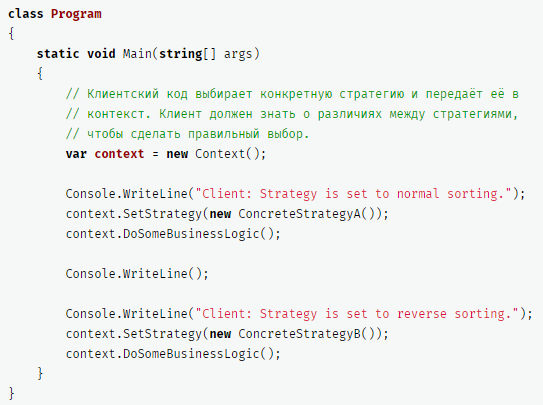 class Program
{
    static void Main(string[] args)
    {
        // Клиентский код выбирает конкретную стратегию и передаёт её в
        // контекст. Клиент должен знать о различиях между стратегиями,
        // чтобы сделать правильный выбор.
        var context = new Context();

        Console.WriteLine("Client: Strategy is set to normal sorting.");
        context.SetStrategy(new ConcreteStrategyA());
        context.DoSomeBusinessLogic();

        Console.WriteLine();

        Console.WriteLine("Client: Strategy is set to reverse sorting.");
        context.SetStrategy(new ConcreteStrategyB());
        context.DoSomeBusinessLogic();
    }
}